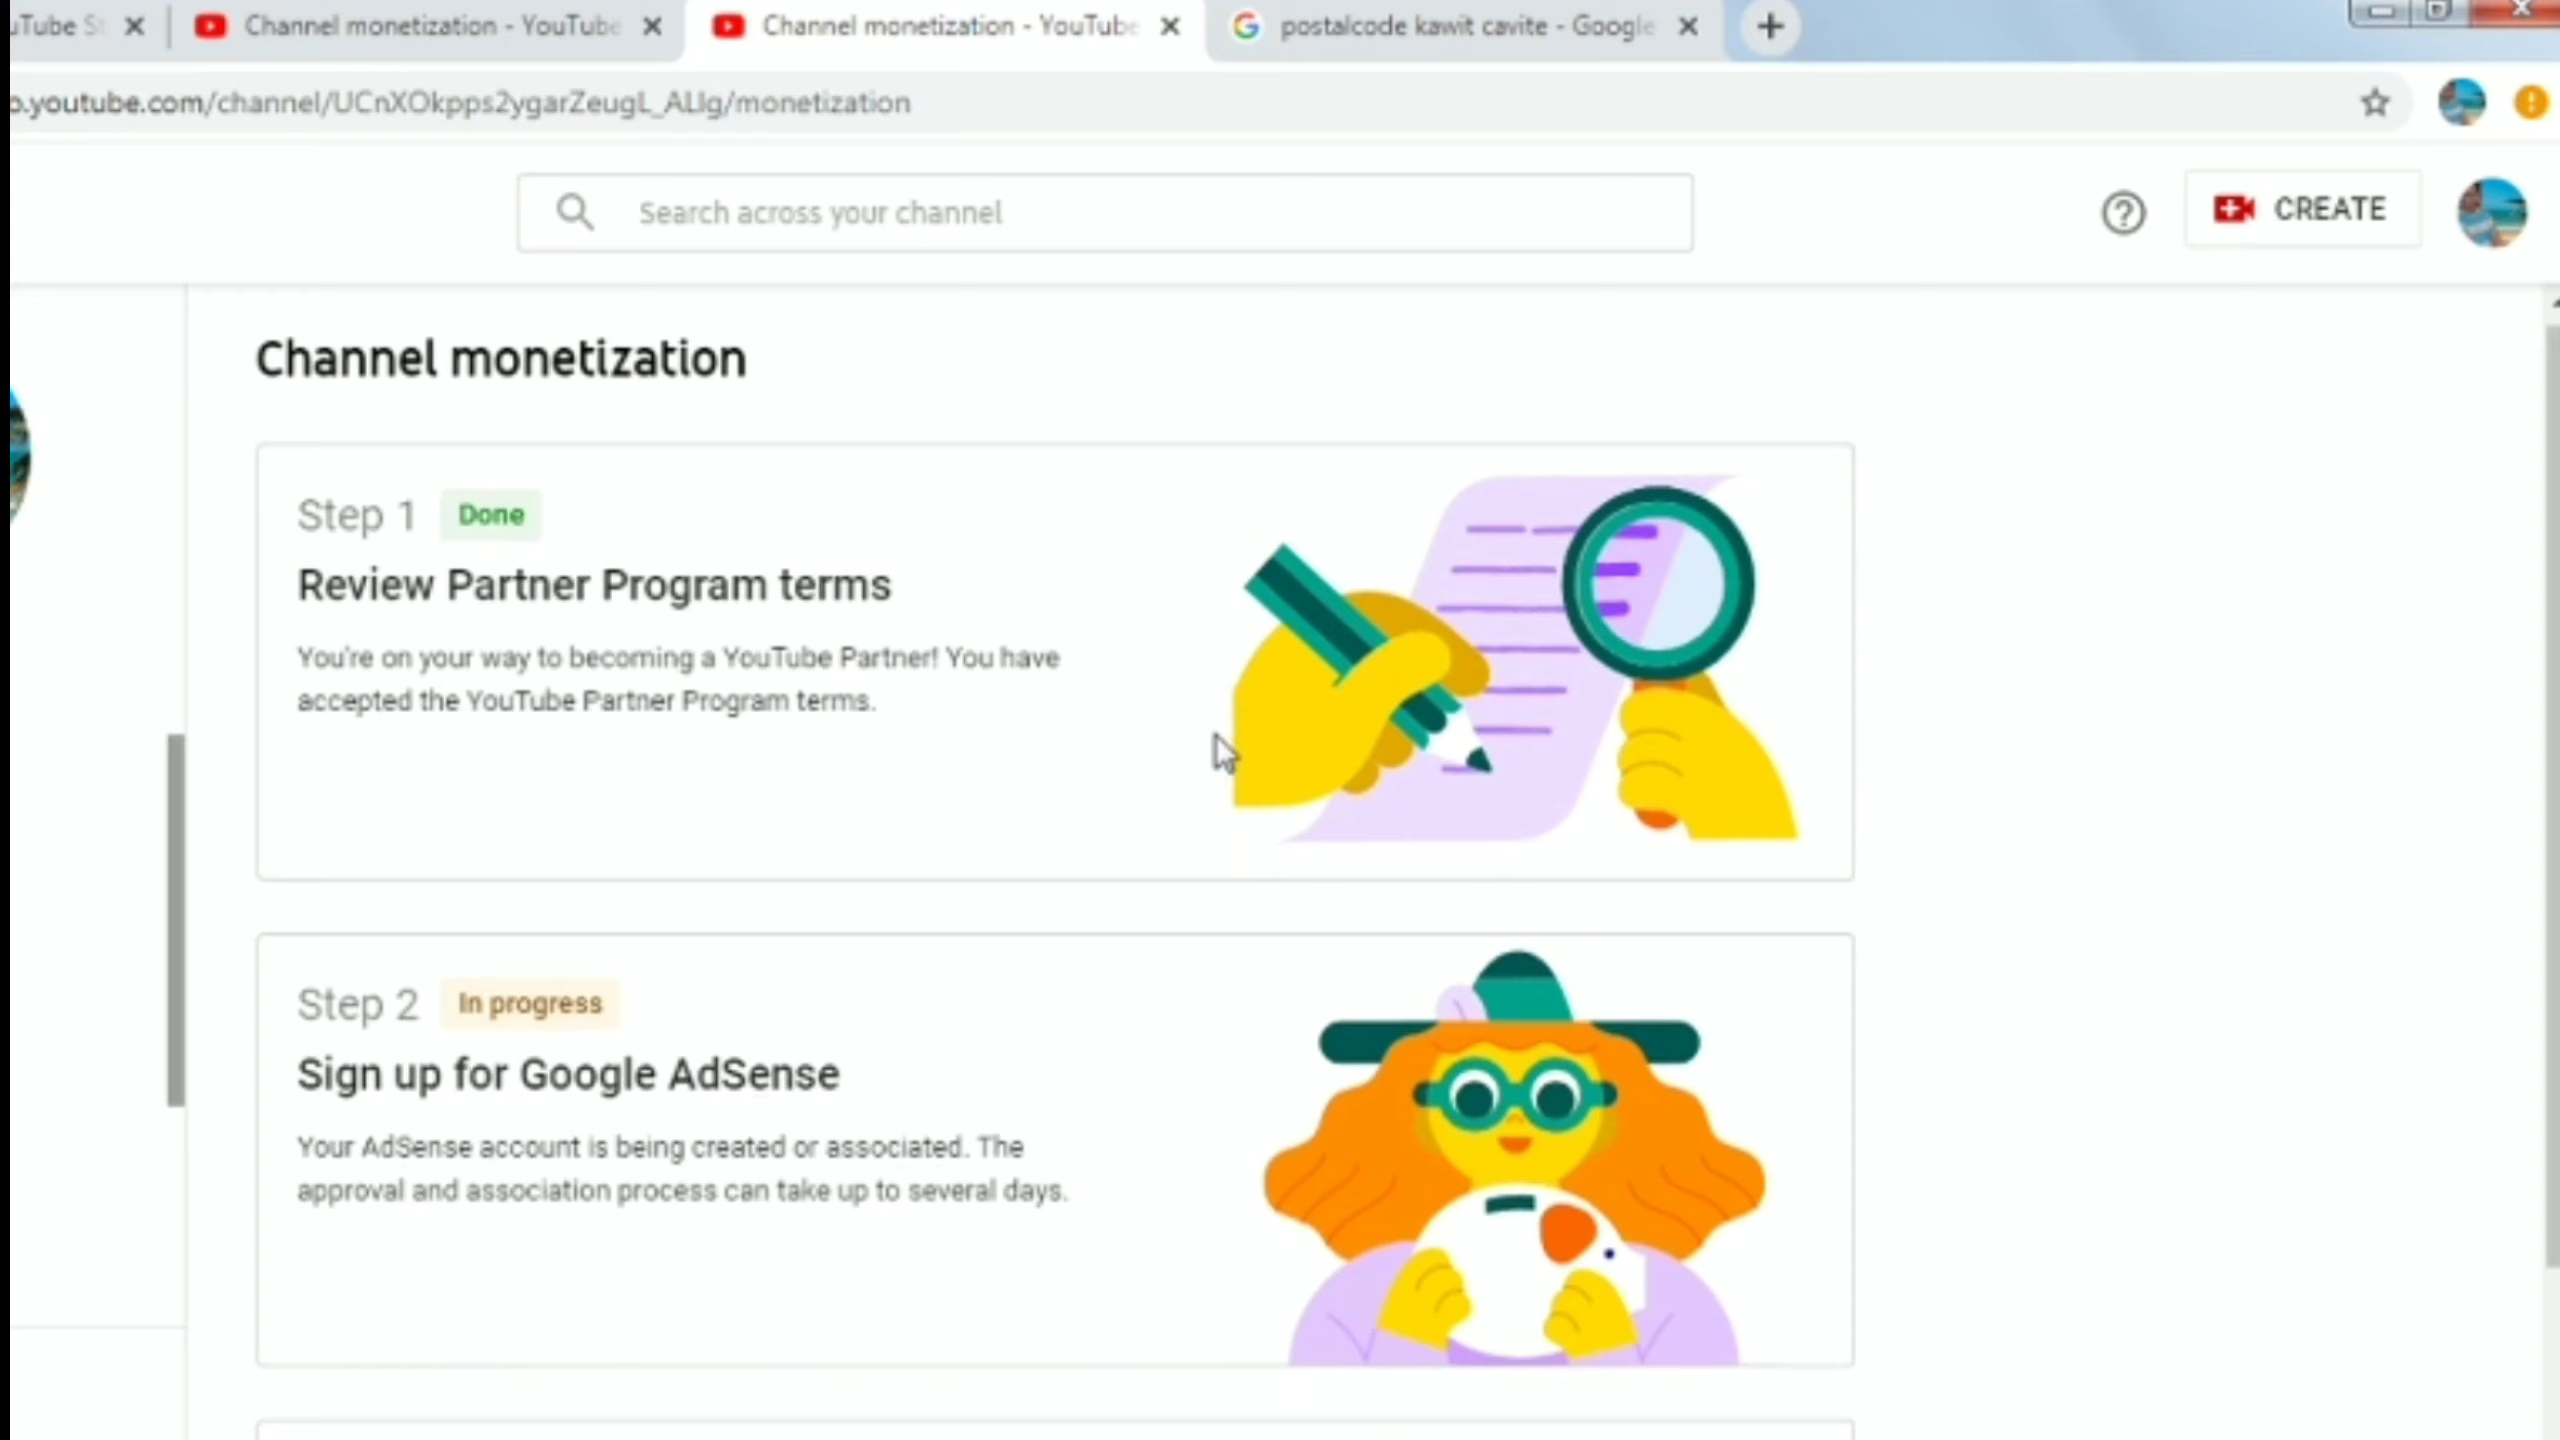 uTube St
Channel monetization - YouTube
Channel monetization - YouTube
postalcode kawit cavite - Google
o.youtube.com/channel/UCnXOkpps2ygarZeugL_ALIg/monetization
Search across your channel
CREATE
Channel monetization
Step 1 Done
Review Partner Program terms
You're on your way to becoming a YouTube Partner! You have
accepted the YouTube Partner Program terms.
Step 2 In progress
Sign up for Google AdSense
Your AdSense account is being created or associated. The
approval and association process can take up to several days.